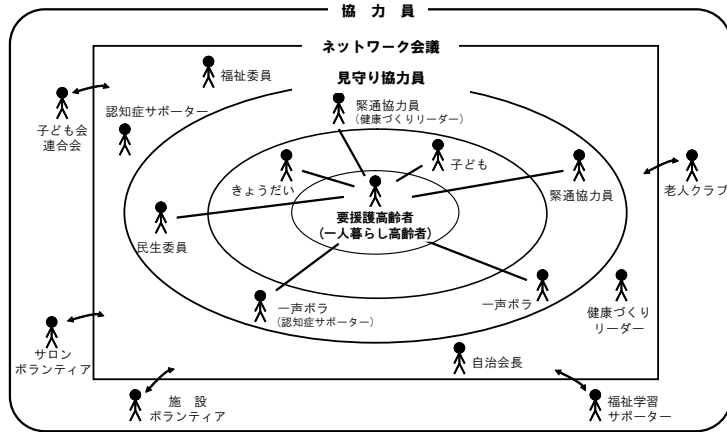 協 力 員
ネットワーク会議
見守り協力員
福祉委員
緊通協力員
(健康づくりリーダー)
子ども会
連合会
認知症サポーター
子ども
きょうだい
緊通協力員
老人クラブ
要援護高齢者
(一人暮らし高齢者)
民生委員
一声ボラ
(認知症サポーター)
一声ボラ
健康づくり
リーダー
サロン
ボランティア
自治会長
施 設
ボランティア
福祉学習
サポーター